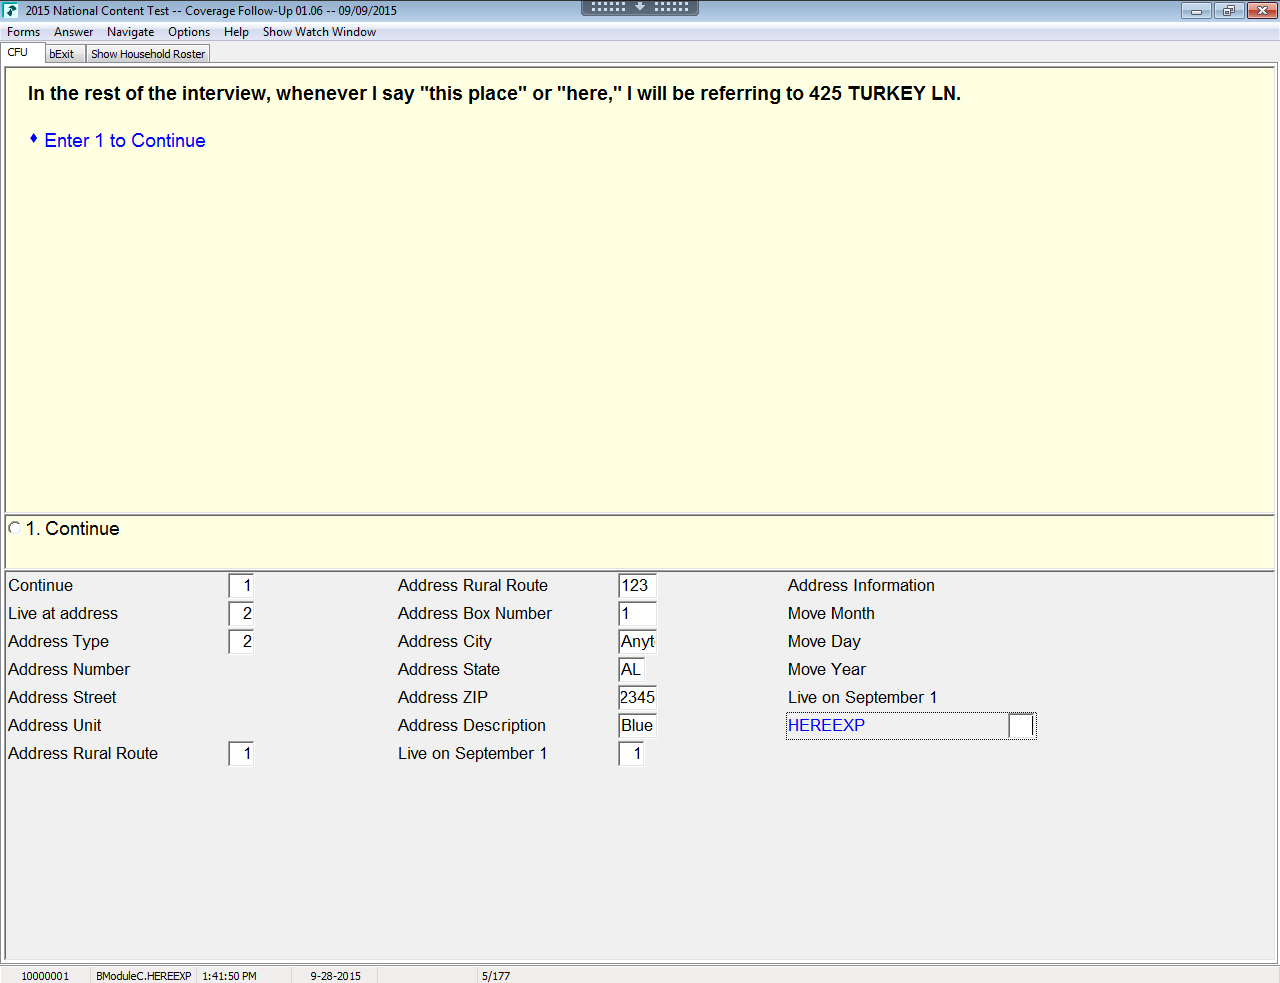 2015 National Content Test -- Coverage Follow-Up 01.06 -- 09/09/2015
Forms Answer Navigate Options Help Show Watch Window
CFU bExit Show Household Roster
In the rest of the interview, whenever I say "this place" or "here," I will be referring to 425 TURKEY LN.
♦ Enter 1 to Continue
1. Continue
Continue 1 Address Rural Route 123 Address Information
Live at address 2 Address Box Number 1 Move Month
Address Type 2 Address City Anyt Move Day
Address Number Address State AL Move Year
Address Street Address ZIP 2345 Live on September 1
Address Unit Address Description Blue HEREEXP
Address Rural Route 1 Live on September 1 1
10000001 BModuleC.HEREEXP 1:41:50 PM 9-28-2015 5/177